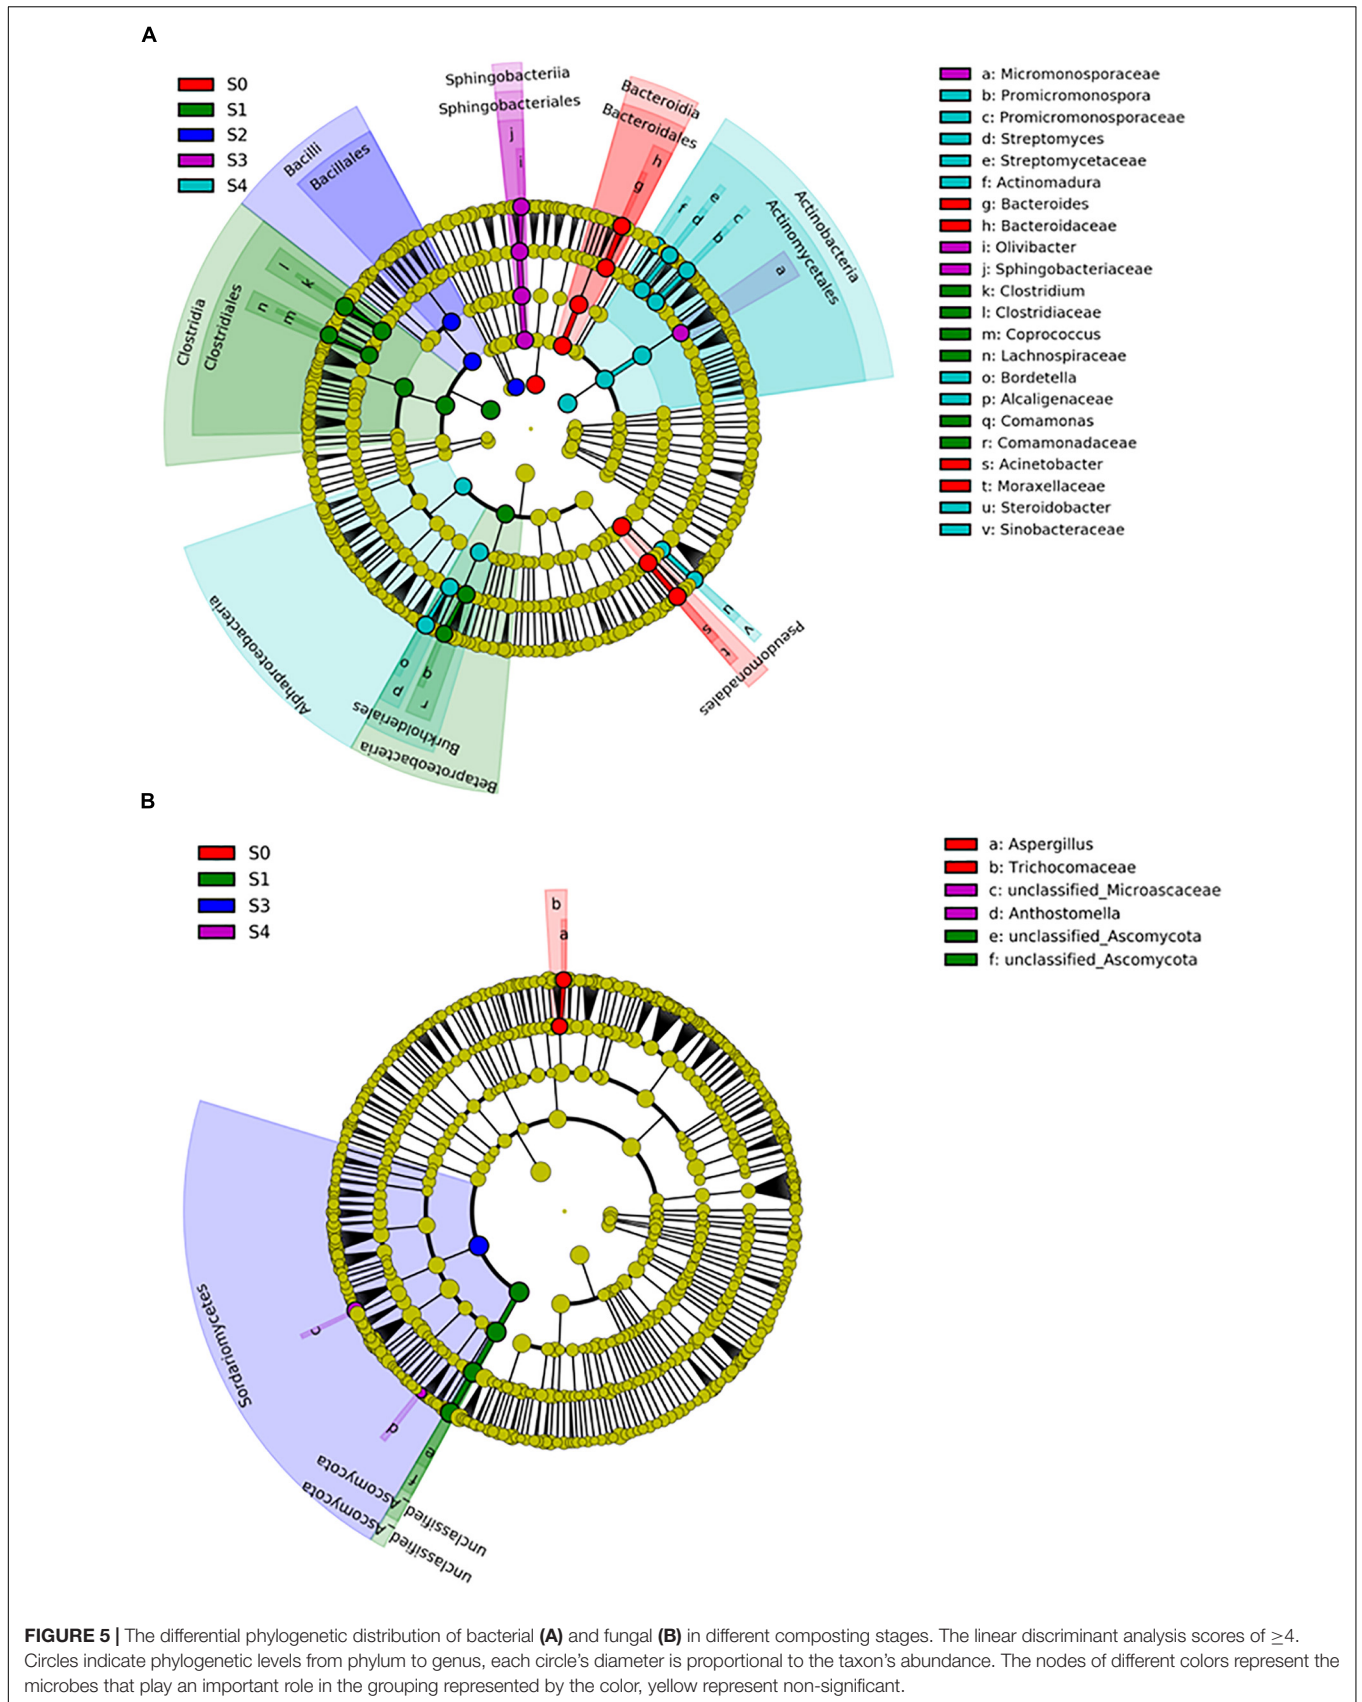 A
S0
S1
S2
S3
S4
Sphingobacteriia
Sphingobacteriales
j
i
Bacteroidia
Bacteroidales
h
g
Actinobacteria
Actinomycetales
f
e
d
c
b
a
Bacilli
Bacillales
Clostridia
Clostridiales
l
k
n
m
Alphaproteobacteria
o
p
q
r
Burkholderiales
Betaproteobacteria
u
v
s
t
Pseudomonadales
a: Micromonosporaceae
b: Promicromonospora
c: Promicromonosporaceae
d: Streptomyces
e: Streptomycetaceae
f: Actinomadura
g: Bacteroides
h: Bacteroidaceae
i: Olivibacter
j: Sphingobacteriaceae
k: Clostridium
l: Clostridiaceae
m: Coprococcus
n: Lachnospiraceae
o: Bordetella
p: Alcaligenaceae
q: Comamonas
r: Comamonadaceae
s: Acinetobacter
t: Moraxellaceae
u: Steroidobacter
v: Sinobacteraceae
B
S0
S1
S3
S4
b
a
Sordariomycetes
c
d
e
f
unclassified_Ascomycota
unclassified_Ascomycota
a: Aspergillus
b: Trichocomaceae
c: unclassified_Microascaceae
d: Anthostomella
e: unclassified_Ascomycota
f: unclassified_Ascomycota
FIGURE 5 | The differential phylogenetic distribution of bacterial (A) and fungal (B) in different composting stages. The linear discriminant analysis scores of ≥4.
Circles indicate phylogenetic levels from phylum to genus, each circle's diameter is proportional to the taxon's abundance. The nodes of different colors represent the
microbes that play an important role in the grouping represented by the color, yellow represent non-significant.